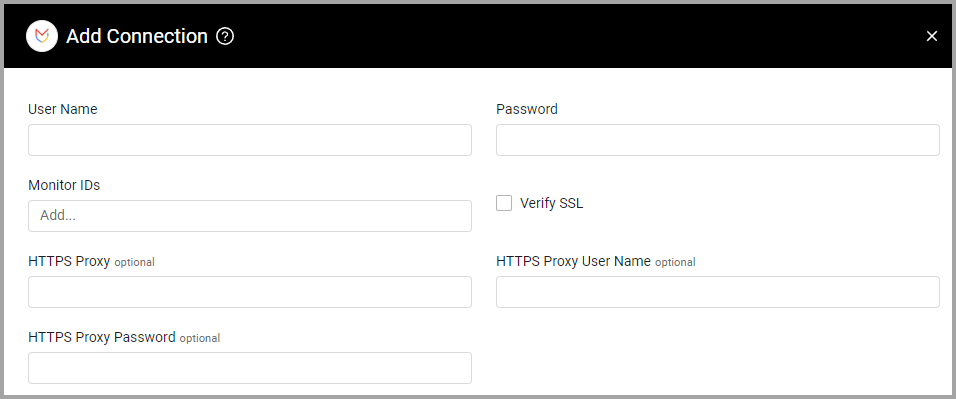 Add Connection ?
User Name
Password
Monitor IDs
Add...
Verify SSL
HTTPS Proxy optional
HTTPS Proxy User Name optional
HTTPS Proxy Password optional